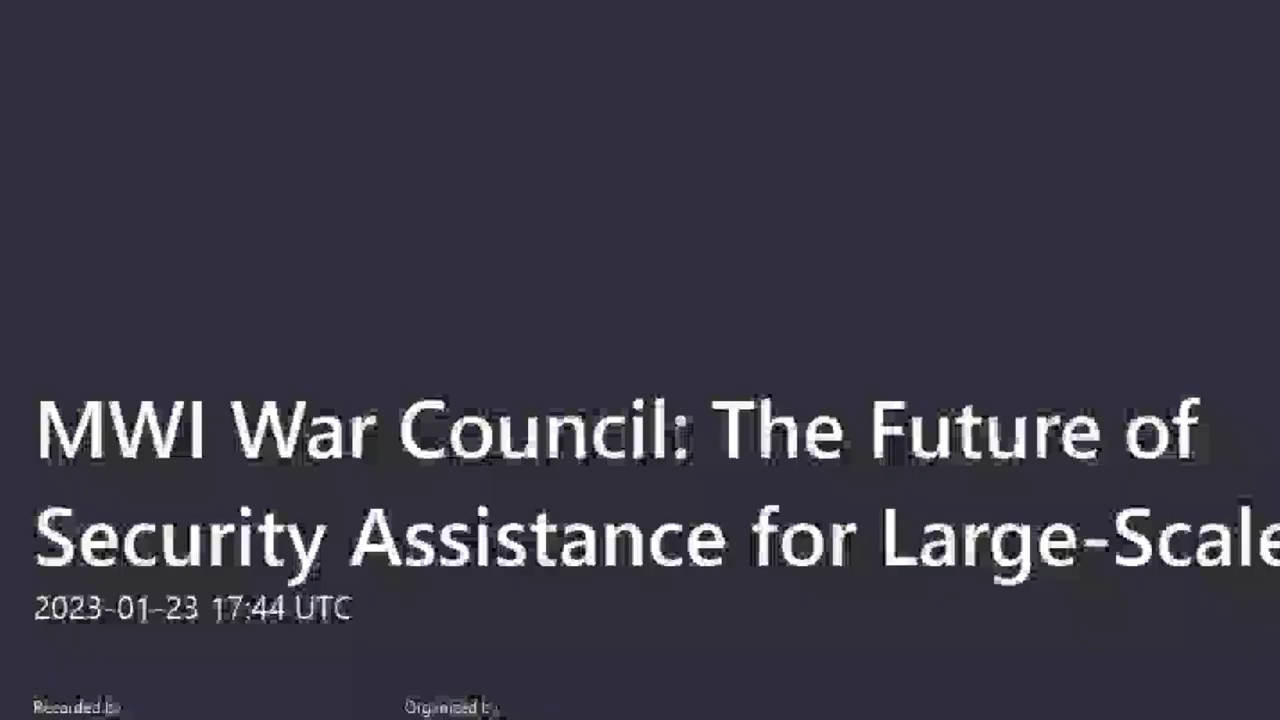 MWI War Council: The Future of
Security Assistance for Large-Scale
2023-01-23 17:44 UTC
Recorded by
Organized by